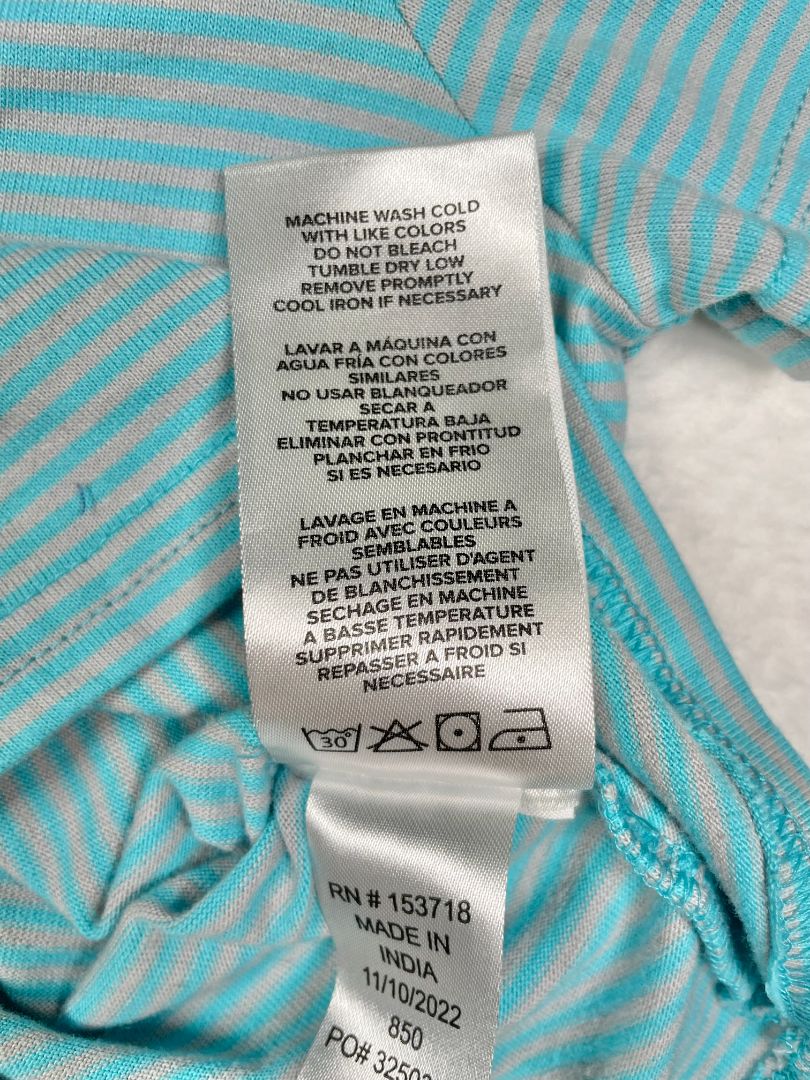 MACHINE WASH COLD
WITH LIKE COLORS
DO NOT BLEACH
TUMBLE DRY LOW
REMOVE PROMPTLY
COOL IRON IF NECESSARY
LAVAR A MÁQUINA CON
AGUA FRÍA CON COLORES
SIMILARES
NO USAR BLANQUEADOR
SECAR A
TEMPERATURA BAJA
ELIMINAR CON PRONTITUD
PLANCHAR EN FRIO
SI ES NECESARIO
LAVAGE EN MACHINE A
FROID AVEC COULEURS
SEMBLABLES
NE PAS UTILISER D'AGENT
DE BLANCHISSEMENT
SECHAGE EN MACHINE
A BASSE TEMPERATURE
SUPPRIMER RAPIDEMENT
REPASSER A FROID SI
NECESSAIRE
30°
RN # 153718
MADE IN
INDIA
11/10/2022
850
PO#